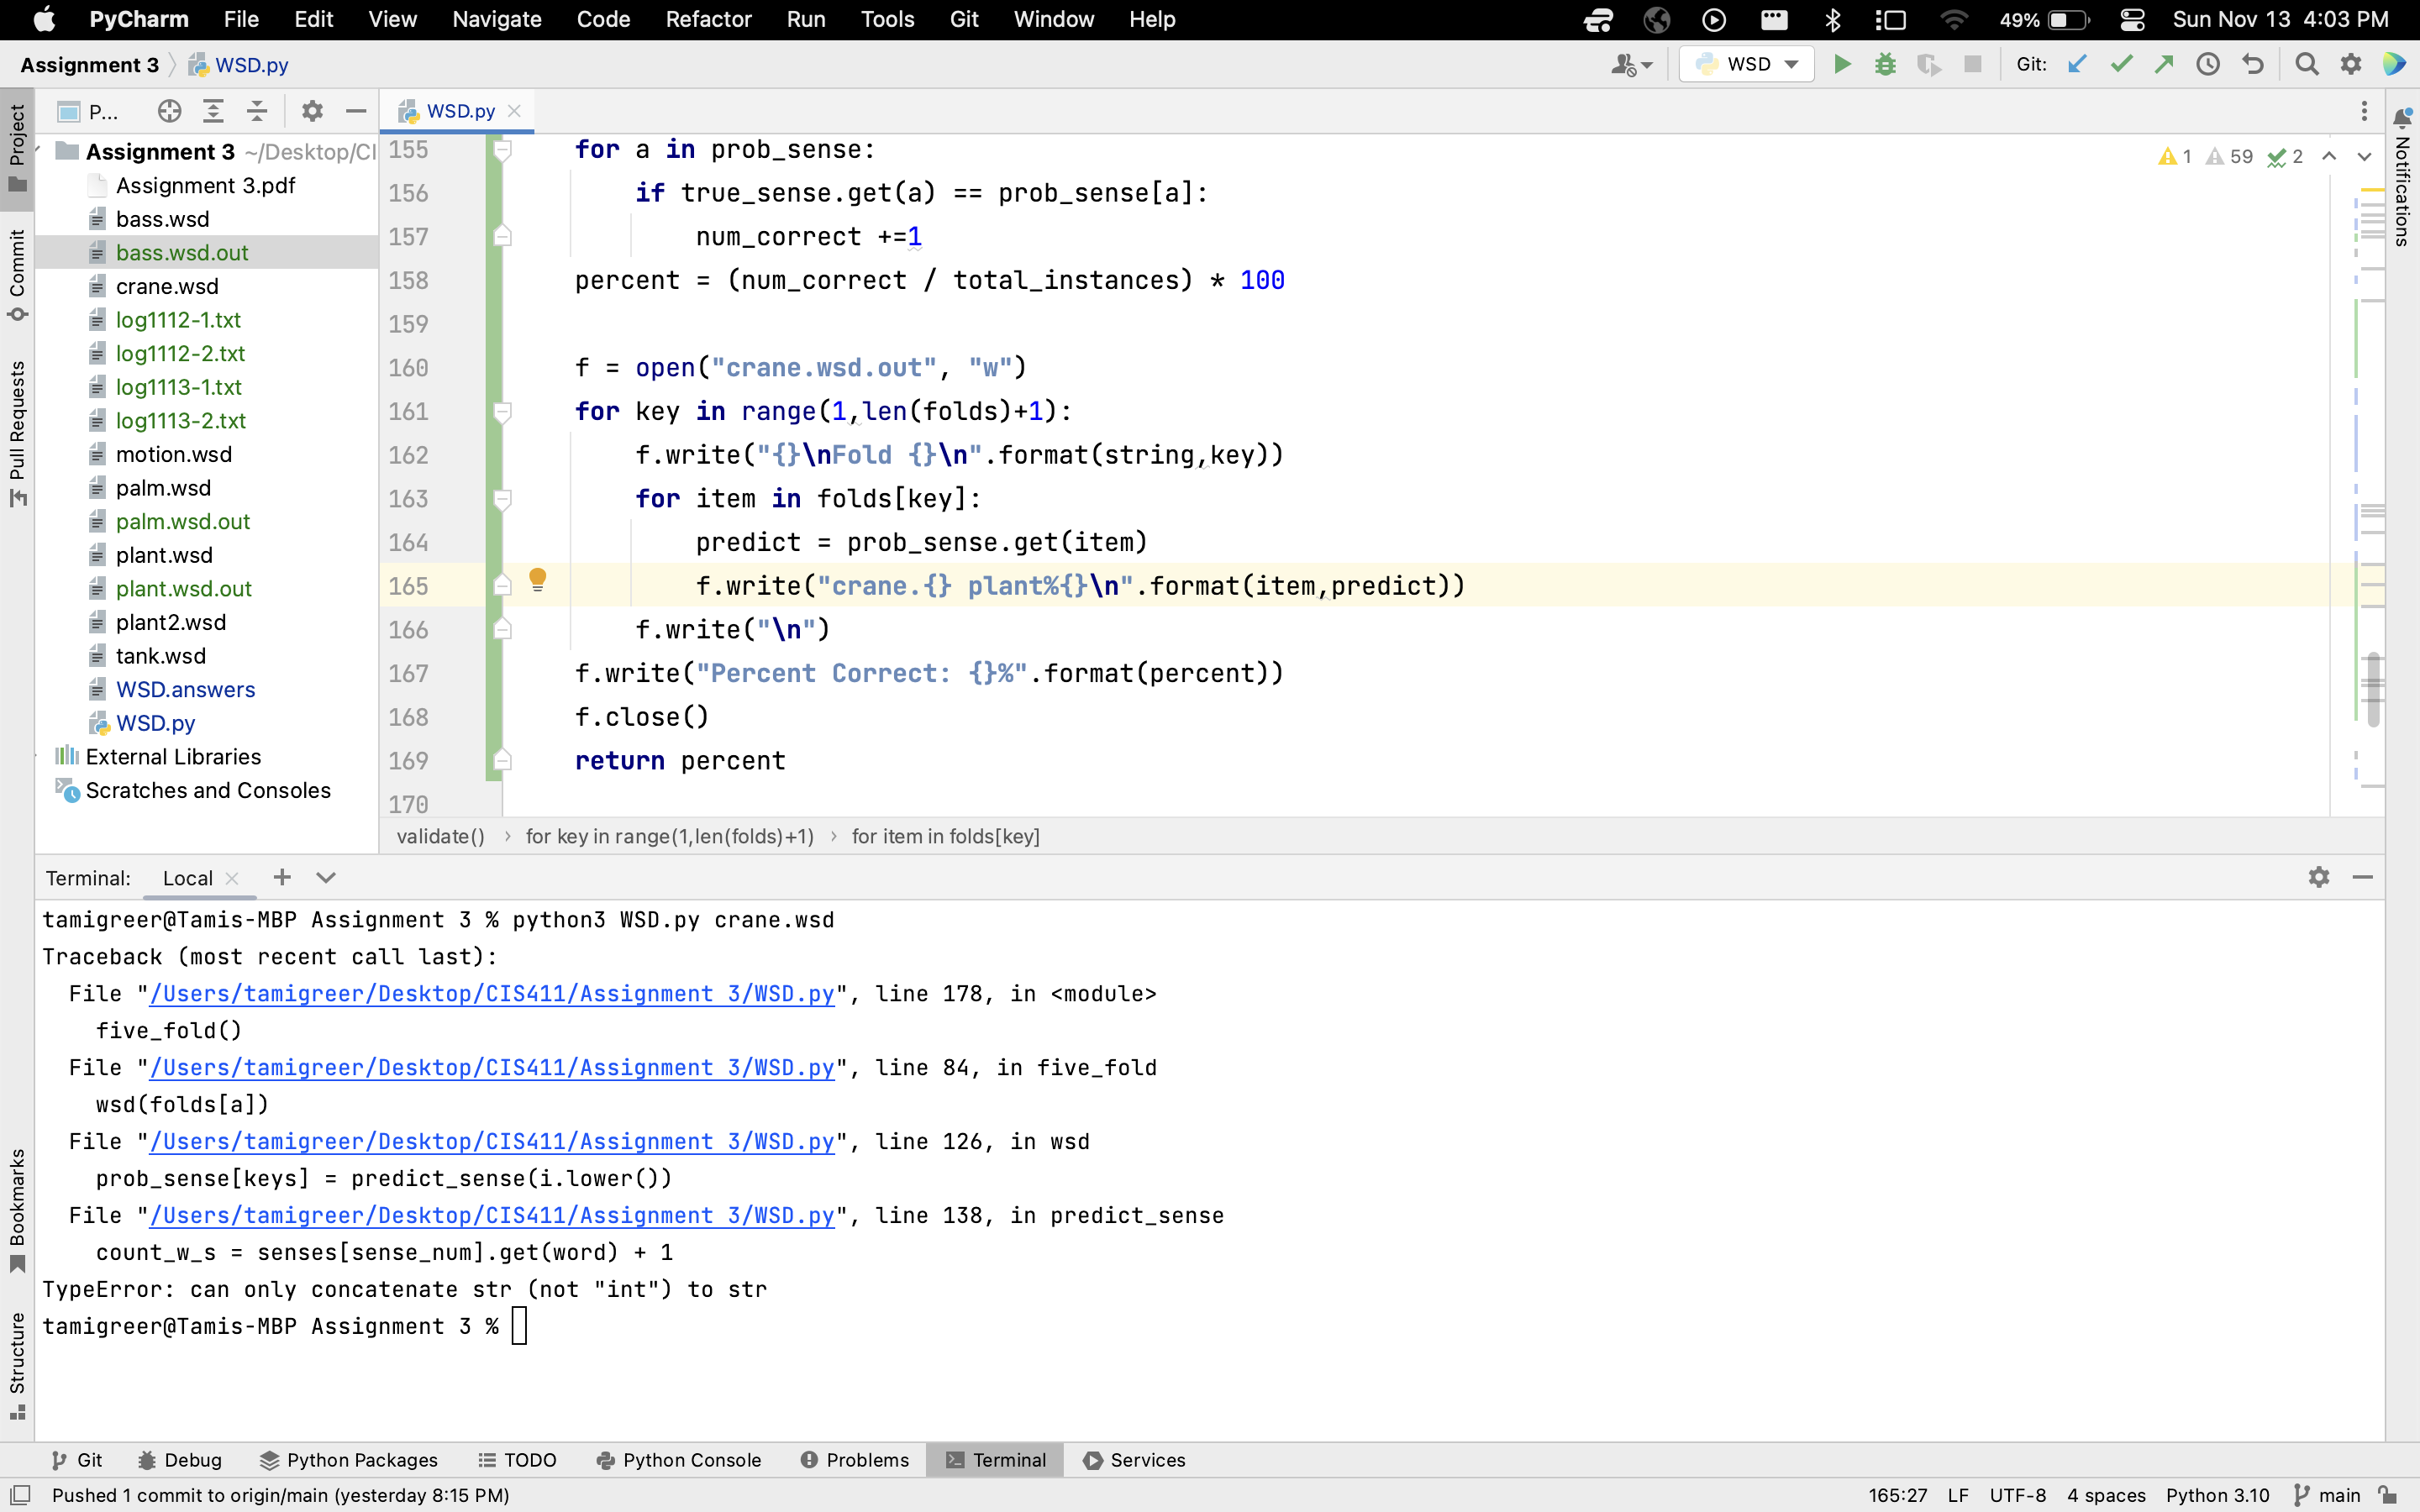 PyCharm File Edit View Navigate Code Refactor Run Tools Git Window Help 49% Sun Nov 13 4:03 PM
Assignment 3 WSD.py WSD Git:
P... WSD.py
Project
Commit
Pull Requests
Bookmarks
Structure
Notifications
Assignment 3 ~/Desktop/CI
Assignment 3.pdf
bass.wsd
bass.wsd.out
crane.wsd
log1112-1.txt
log1112-2.txt
log1113-1.txt
log1113-2.txt
motion.wsd
palm.wsd
palm.wsd.out
plant.wsd
plant.wsd.out
plant2.wsd
tank.wsd
WSD.answers
WSD.py
External Libraries
Scratches and Consoles
1 59 2
155 for a in prob_sense:
156 if true_sense.get(a) == prob_sense[a]:
157 num_correct +=1
158 percent = (num_correct / total_instances) * 100
159
160 f = open("crane.wsd.out", "w")
161 for key in range(1,len(folds)+1):
162 f.write("{}\nFold {}\n".format(string,key))
163 for item in folds[key]:
164 predict = prob_sense.get(item)
165 f.write("crane.{} plant%{}\n".format(item,predict))
166 f.write("\n")
167 f.write("Percent Correct: {}%".format(percent))
168 f.close()
169 return percent
170
validate() › for key in range(1,len(folds)+1) › for item in folds[key]
Terminal: Local
tamigreer@Tamis-MBP Assignment 3 % python3 WSD.py crane.wsd
Traceback (most recent call last):
File "/Users/tamigreer/Desktop/CIS411/Assignment 3/WSD.py", line 178, in <module>
five_fold()
File "/Users/tamigreer/Desktop/CIS411/Assignment 3/WSD.py", line 84, in five_fold
wsd(folds[a])
File "/Users/tamigreer/Desktop/CIS411/Assignment 3/WSD.py", line 126, in wsd
prob_sense[keys] = predict_sense(i.lower())
File "/Users/tamigreer/Desktop/CIS411/Assignment 3/WSD.py", line 138, in predict_sense
count_w_s = senses[sense_num].get(word) + 1
TypeError: can only concatenate str (not "int") to str
tamigreer@Tamis-MBP Assignment 3 %
Git Debug Python Packages TODO Python Console Problems Terminal Services
Pushed 1 commit to origin/main (yesterday 8:15 PM) 165:27 LF UTF-8 4 spaces Python 3.10 main